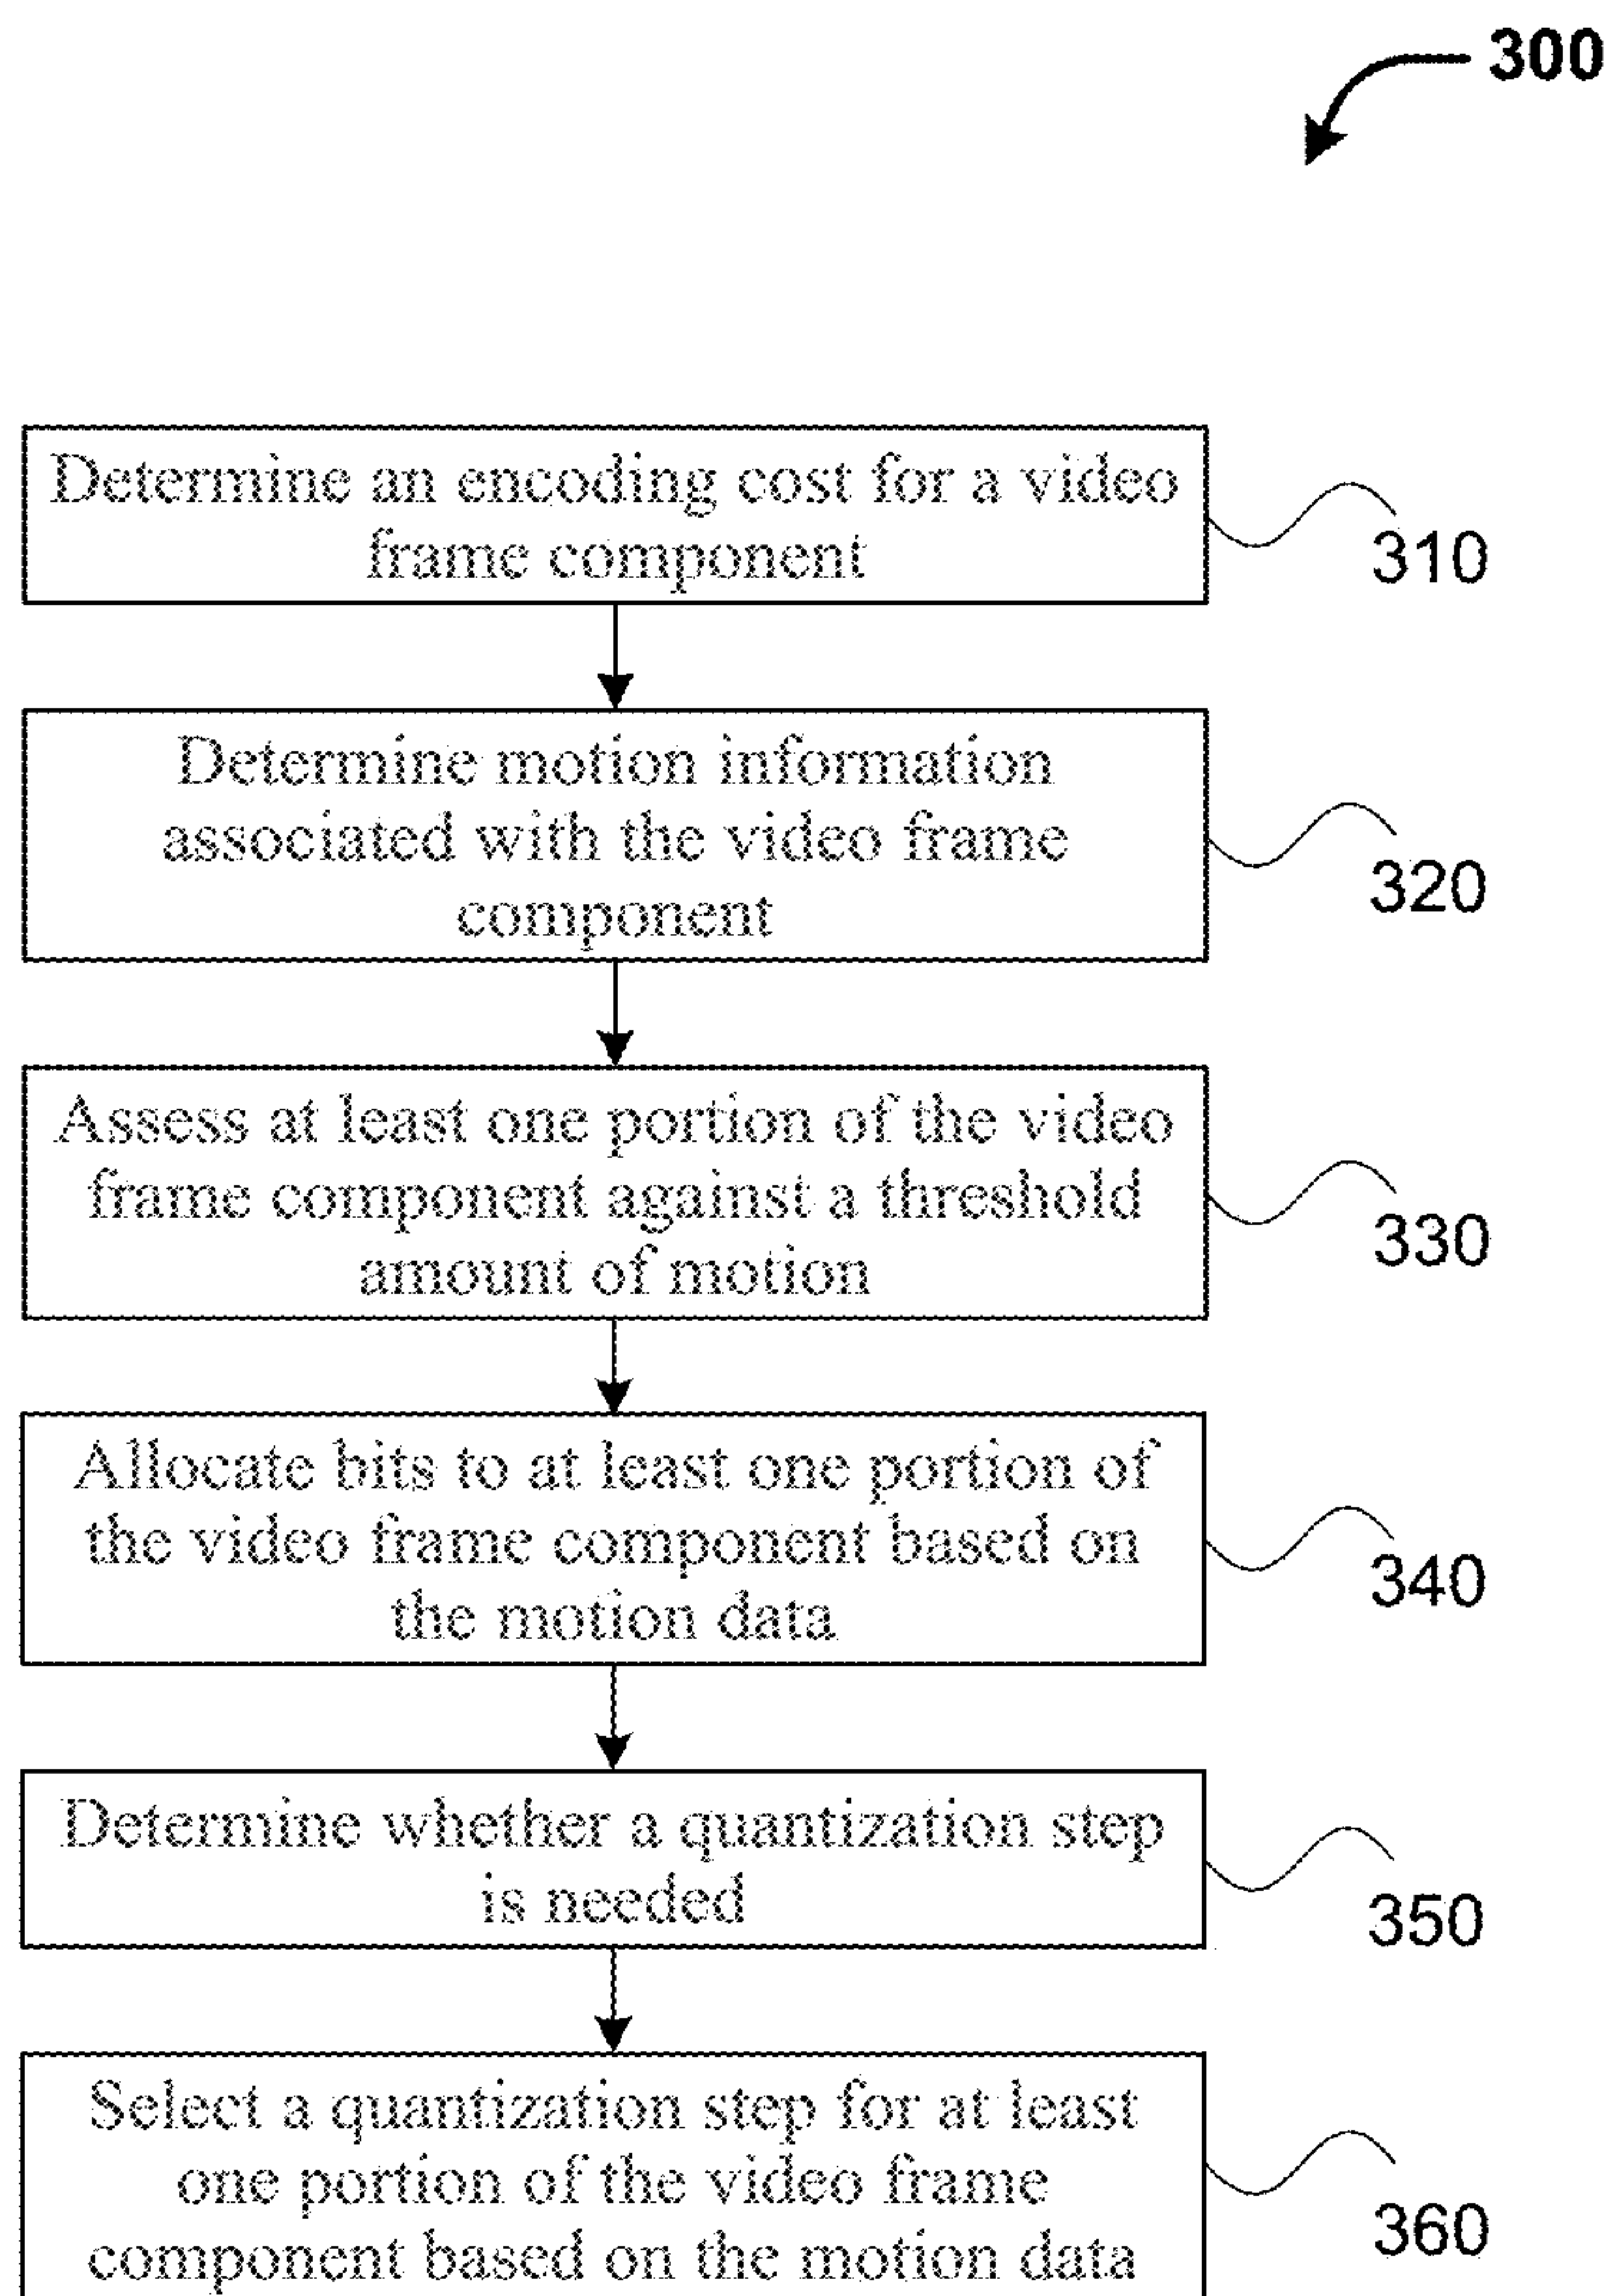 300
Determine an encoding cost for a video
frame component
310
Determine motion information
associated with the video frame
component
320
Assess at least one portion of the video
frame component against a threshold
amount of motion
330
Allocate bits to at least one portion of
the video frame component based on
the motion data
340
Determine whether a quantization step
is needed
350
Select a quantization step for at least
one portion of the video frame
component based on the motion data
360